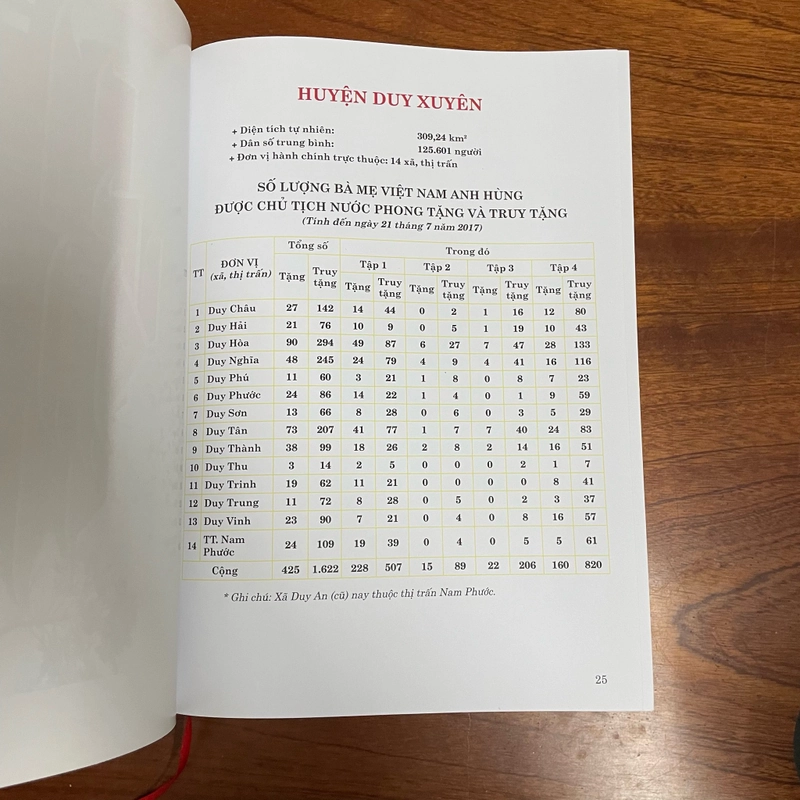 HUYỆN DUY XUYÊN
+ Diện tích tự nhiên: 309,24 km²
+ Dân số trung bình: 125.601 người
+ Đơn vị hành chính trực thuộc: 14 xã, thị trấn
SỐ LƯỢNG BÀ MẸ VIỆT NAM ANH HÙNG
ĐƯỢC CHỦ TỊCH NƯỚC PHONG TẶNG VÀ TRUY TẶNG
(Tính đến ngày 21 tháng 7 năm 2017)
TT ĐƠN VỊ (xã, thị trấn) Tổng số Trong đó
Tập 1 Tập 2 Tập 3 Tập 4
Tặng Truy tặng Tặng Truy tặng Tặng Truy tặng Tặng Truy tặng Tặng Truy tặng
1 Duy Châu 27 142 14 44 0 2 1 16 12 80
2 Duy Hải 21 76 10 9 0 5 1 19 10 43
3 Duy Hòa 90 294 49 87 6 27 7 47 28 133
4 Duy Nghĩa 48 245 24 79 4 9 4 41 16 116
5 Duy Phú 11 60 3 21 1 8 0 8 7 23
6 Duy Phước 24 86 14 22 1 4 0 1 9 59
7 Duy Sơn 13 66 8 28 0 6 0 3 5 29
8 Duy Tân 73 207 41 77 1 7 7 40 24 83
9 Duy Thành 38 99 18 26 2 8 2 14 16 51
10 Duy Thu 3 14 2 5 0 0 0 2 1 7
11 Duy Trinh 19 62 11 21 0 0 0 0 8 41
12 Duy Trung 11 72 8 28 0 5 0 2 3 37
13 Duy Vinh 23 90 7 21 0 4 0 8 16 57
14 TT. Nam Phước 24 109 19 39 0 4 0 5 5 61
Cộng 425 1.622 228 507 15 89 22 206 160 820
* Ghi chú: Xã Duy An (cũ) nay thuộc thị trấn Nam Phước.
25